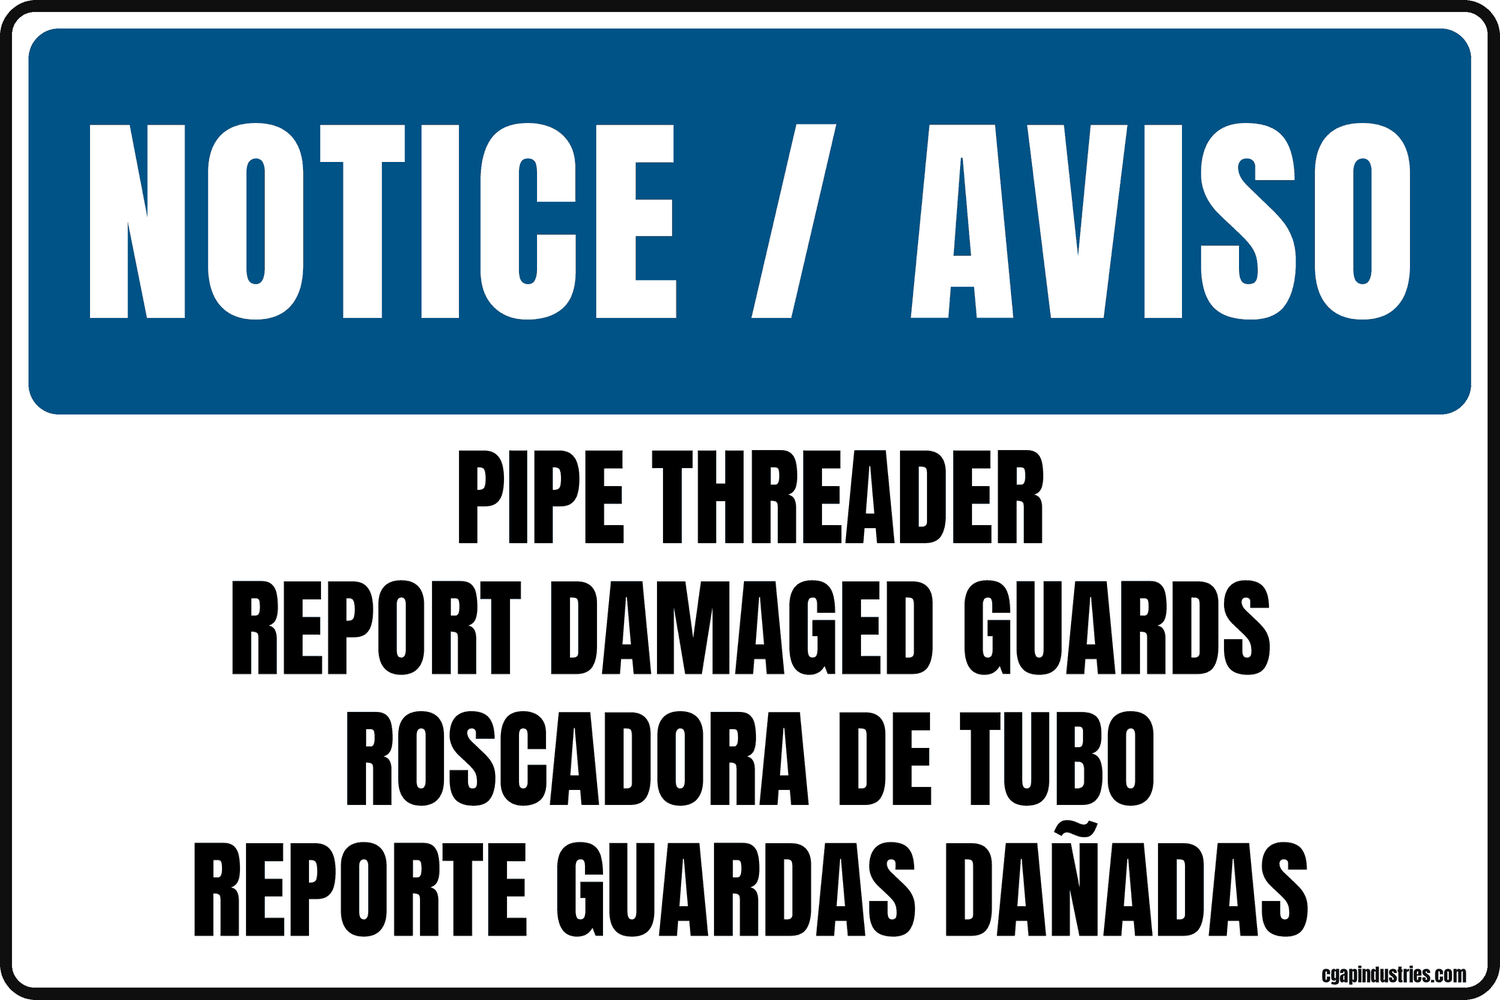 NOTICE / AVISO
PIPE THREADER
REPORT DAMAGED GUARDS
ROSCADORA DE TUBO
REPORTE GUARDAS DAÑADAS
cgapindustries.com